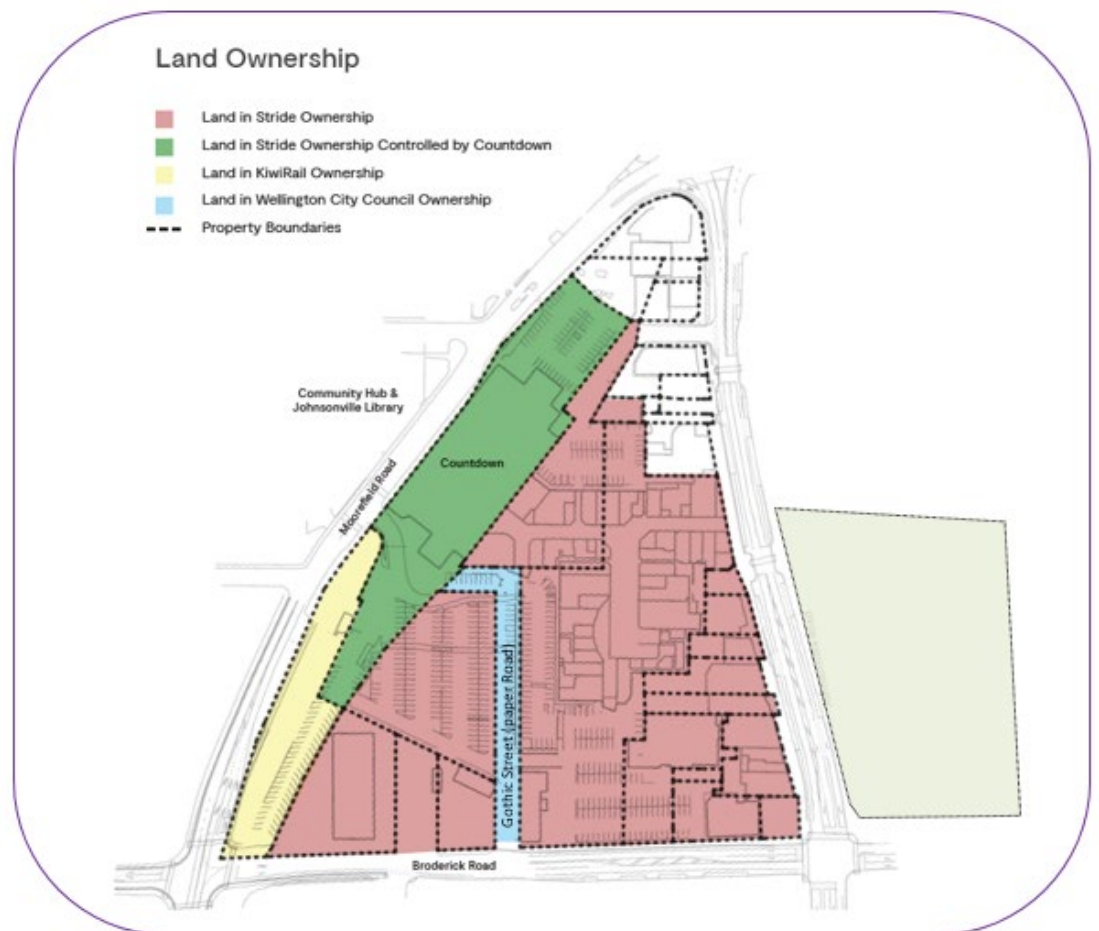 Land Ownership
Land in Stride Ownership
Land in Stride Ownership Controlled by Countdown
Land in KiwiRail Ownership
Land in Wellington City Council Ownership
Property Boundaries
Community Hub &
Johnsonville Library
Countdown
Moorefield Road
Gothic Street (paper Road)
Broderick Road